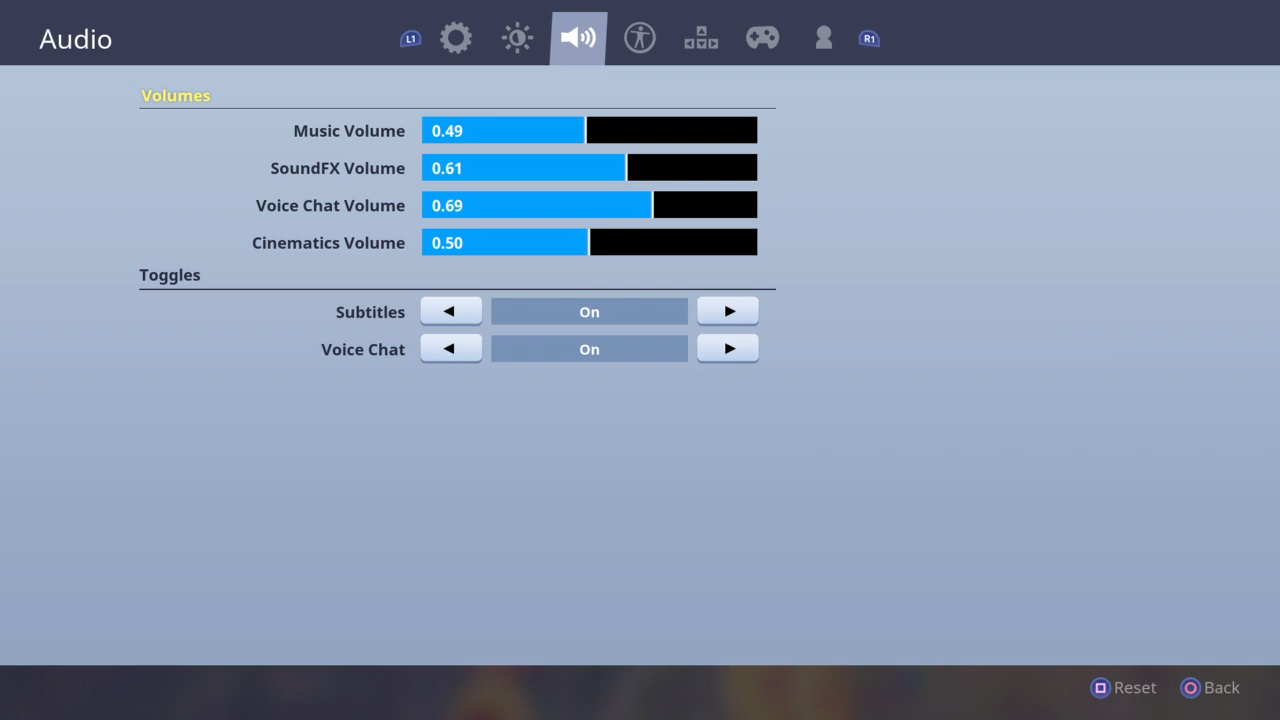 Audio
L1
R1
Volumes
Music Volume 0.49
SoundFX Volume 0.61
Voice Chat Volume 0.69
Cinematics Volume 0.50
Toggles
Subtitles ◀ On ▶
Voice Chat ◀ On ▶
Reset Back